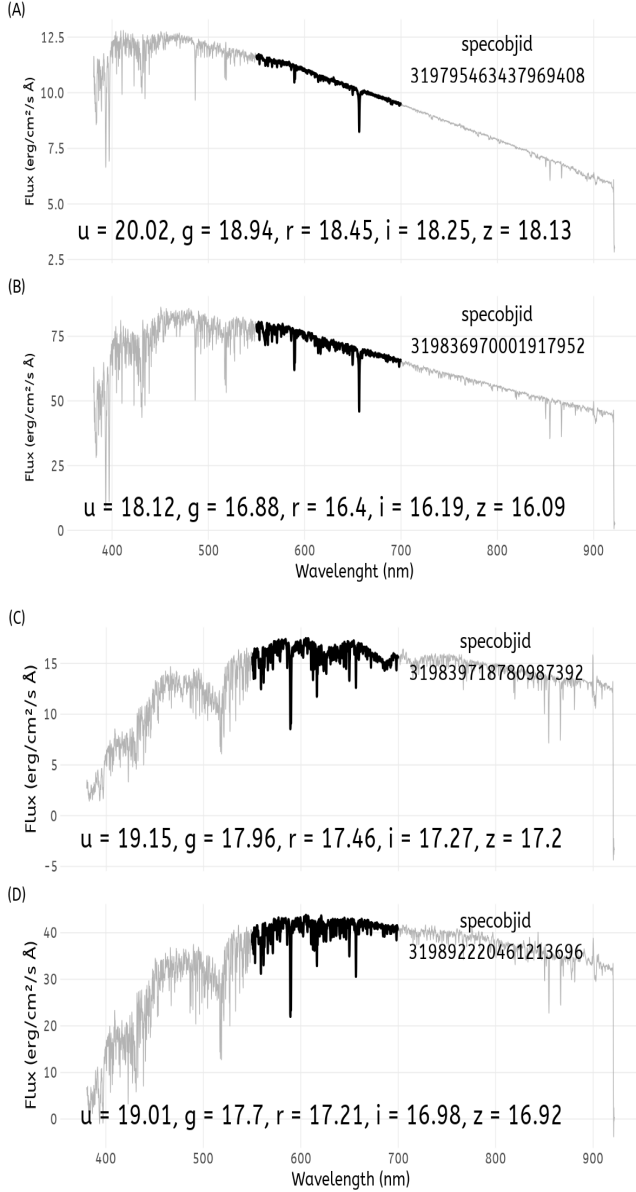 (A)
12.5
10.0
7.5
5.0
2.5
Flux (erg/cm²/s Å)
specobjid
319795463437969408
u = 20.02, g = 18.94, r = 18.45, i = 18.25, z = 18.13
(B)
75
50
25
0
Flux (erg/cm²/s Å)
specobjid
319836970001917952
u = 18.12, g = 16.88, r = 16.4, i = 16.19, z = 16.09
400 500 600 700 800 900
Wavelenght (nm)
(C)
15
10
5
0
-5
Flux (erg/cm²/s Å)
specobjid
319839718780987392
u = 19.15, g = 17.96, r = 17.46, i = 17.27, z = 17.2
(D)
40
30
20
10
0
Flux (erg/cm²/s Å)
specobjid
319892220461213696
u = 19.01, g = 17.7, r = 17.21, i = 16.98, z = 16.92
400 500 600 700 800 900
Wavelength (nm)